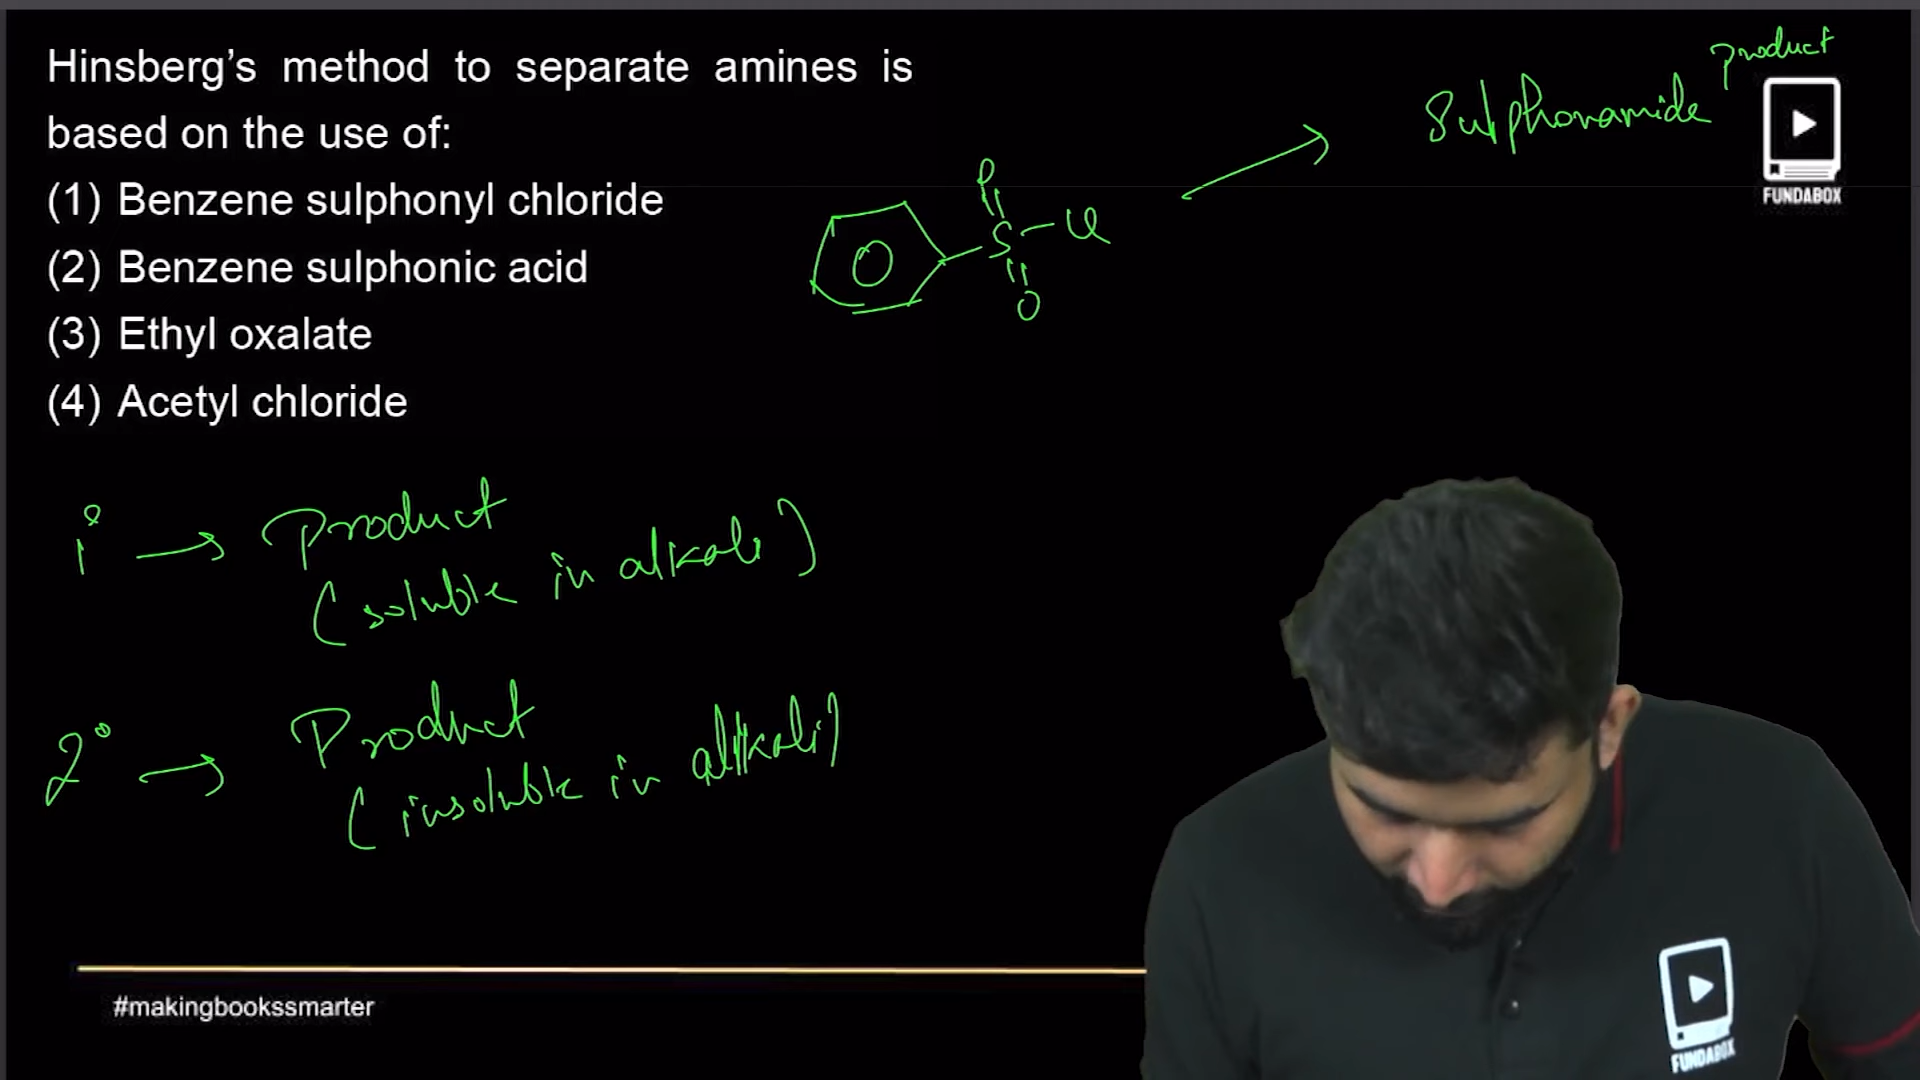 Hinsberg’s method to separate amines is
based on the use of:
(1) Benzene sulphonyl chloride
(2) Benzene sulphonic acid
(3) Ethyl oxalate
(4) Acetyl chloride
product
Sulphonamide
FUNDABOX
O
S Cl
O
1° → Product
(soluble in alkali)
2° → Product
(insoluble in alkali)
#makingbookssmarter
FUNDABOX